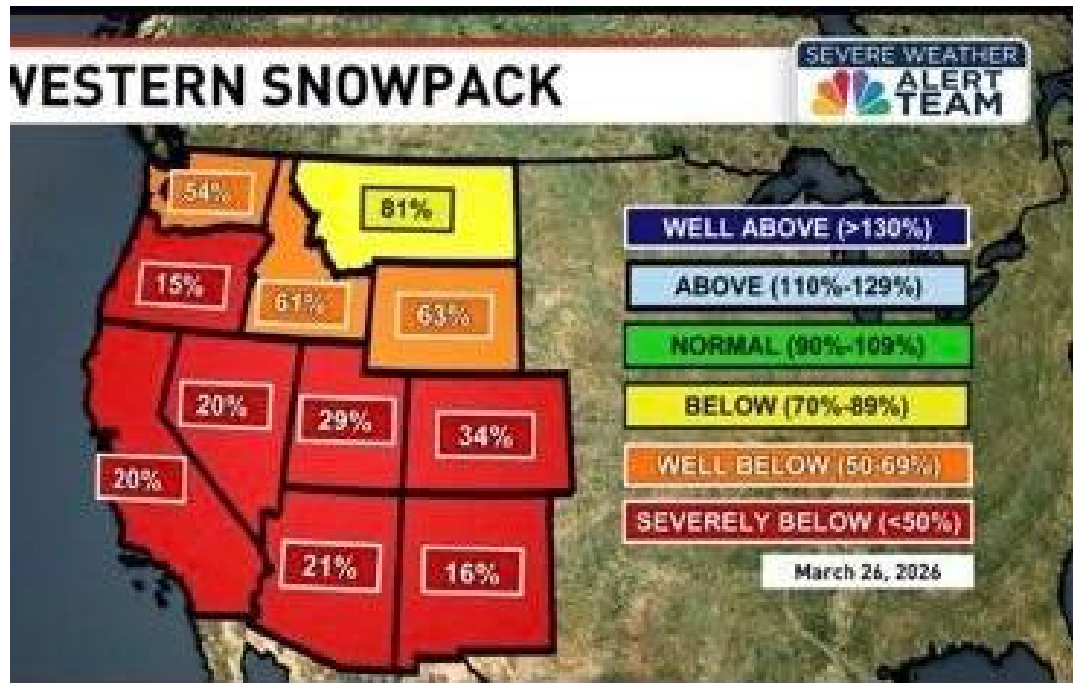 WESTERN SNOWPACK
SEVERE WEATHER
ALERT
TEAM
54%
81%
15%
61%
63%
20%
29%
34%
20%
21%
16%
WELL ABOVE (>130%)
ABOVE (110%-129%)
NORMAL (90%-109%)
BELOW (70%-89%)
WELL BELOW (50-69%)
SEVERELY BELOW (<50%)
March 26, 2026